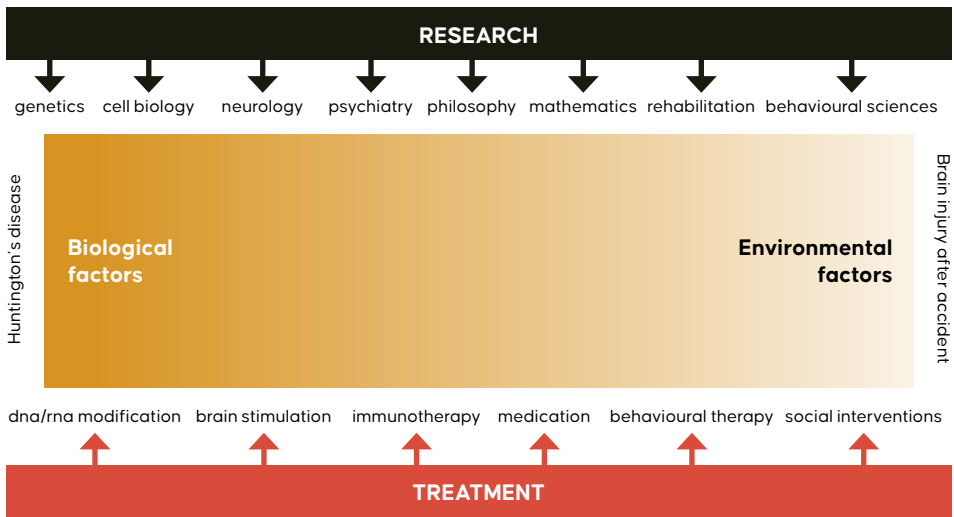 RESEARCH
genetics cell biology neurology psychiatry philosophy mathematics rehabilitation behavioural sciences
Huntington's disease
Biological
factors
Environmental
factors
Brain injury after accident
dna/rna modification brain stimulation immunotherapy medication behavioural therapy social interventions
TREATMENT